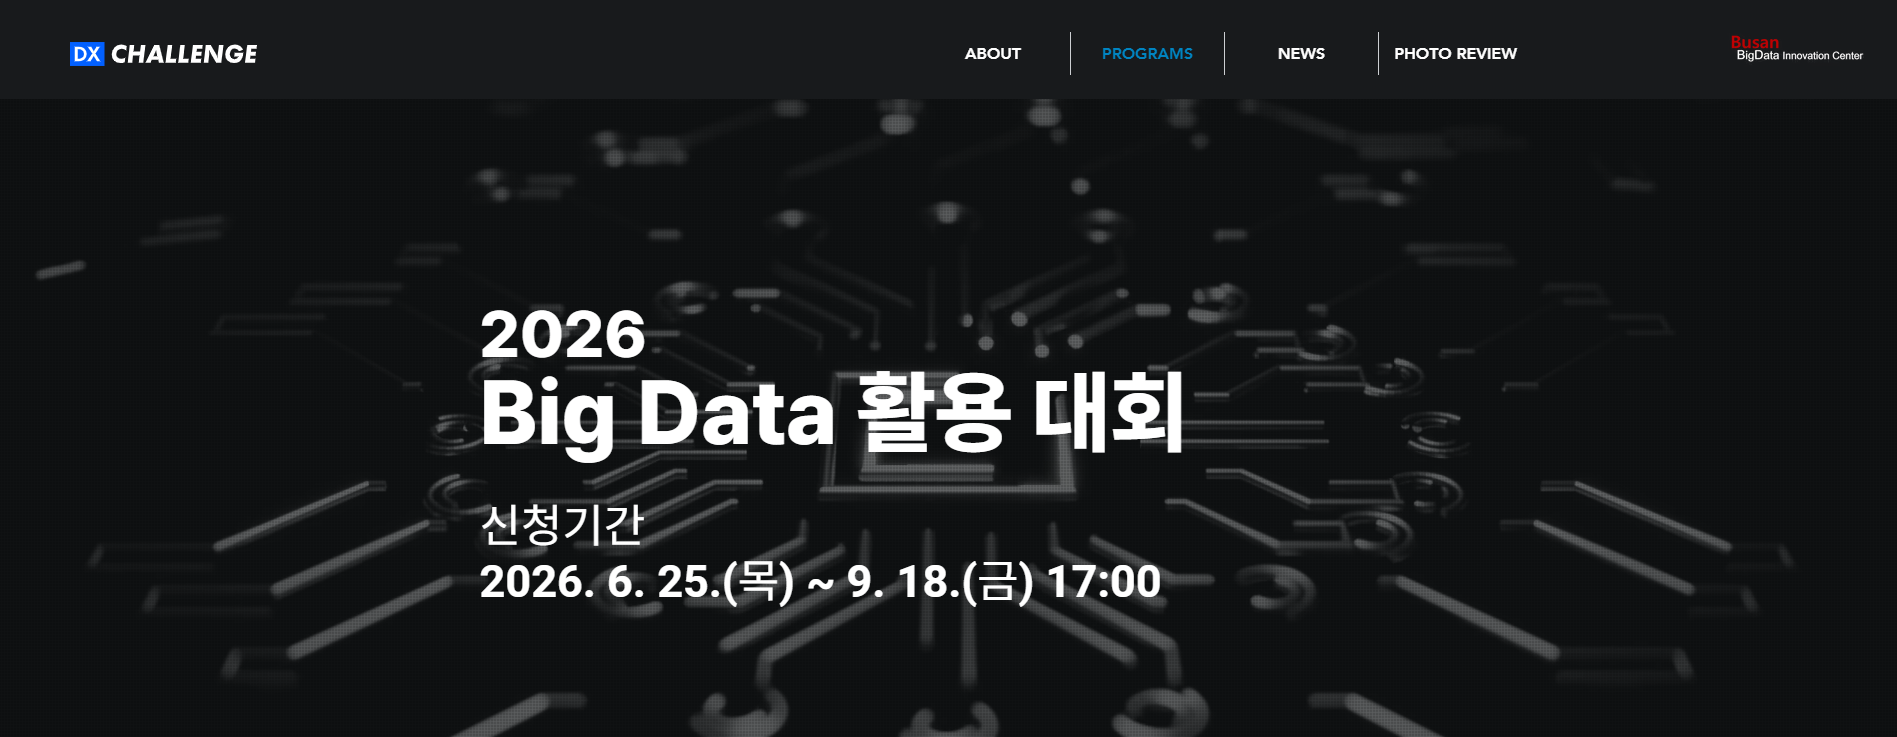 DX CHALLENGE
ABOUT
PROGRAMS
NEWS
PHOTO REVIEW
Busan
BigData Innovation Center
2026
Big Data 활용 대회
신청기간
2026. 6. 25.(목) ~ 9. 18.(금) 17:00